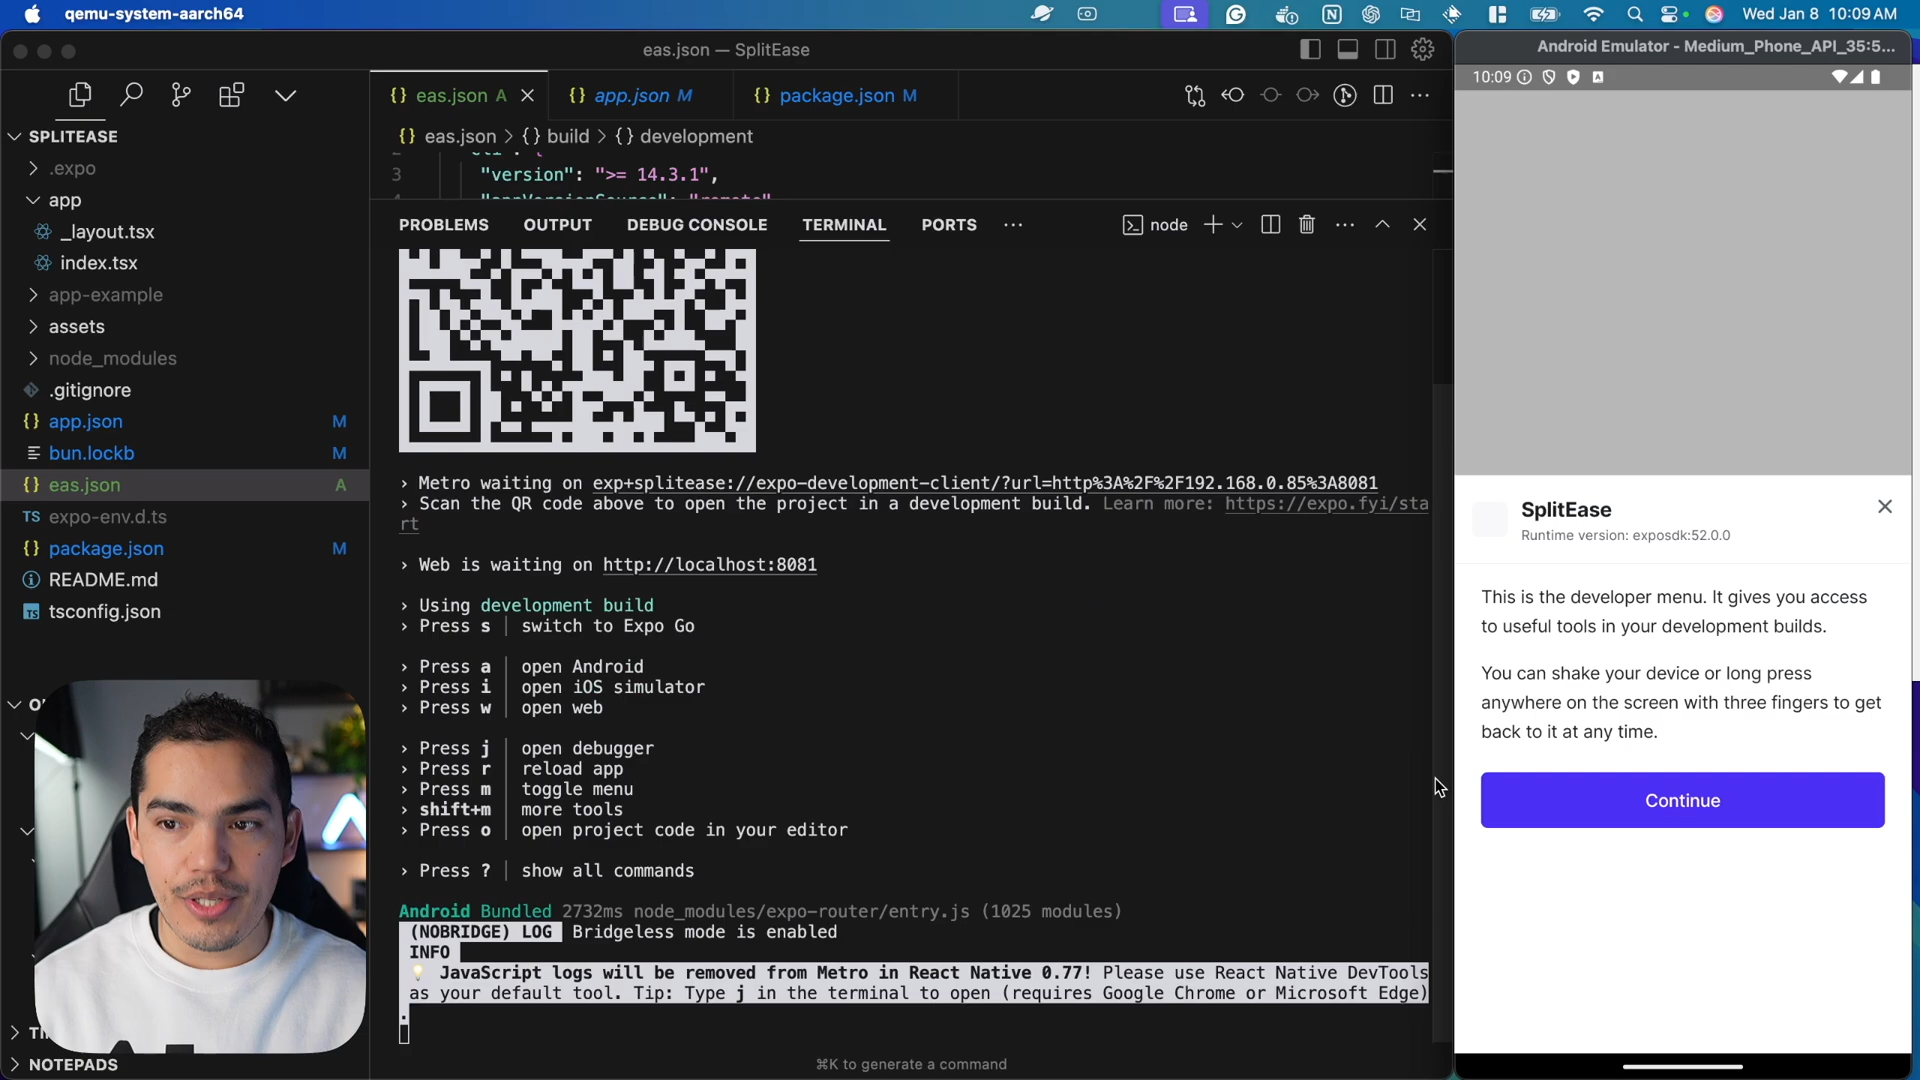 qemu-system-aarch64
Wed Jan 8 10:09 AM
eas.json — SplitEase
Android Emulator - Medium_Phone_API_35:5...
10:09
{} eas.json A
{} app.json M
{} package.json M
SPLITEASE
.expo
app
_layout.tsx
index.tsx
app-example
assets
node_modules
.gitignore
{} app.json M
bun.lockb M
{} eas.json A
TS expo-env.d.ts
{} package.json M
README.md
TS tsconfig.json
NOTEPADS
{} eas.json > {} build > {} development
3 "version": ">= 14.3.1",
PROBLEMS OUTPUT DEBUG CONSOLE TERMINAL PORTS ... node
› Metro waiting on exp+splitease://expo-development-client/?url=http%3A%2F%2F192.168.0.85%3A8081
› Scan the QR code above to open the project in a development build. Learn more: https://expo.fyi/sta
rt
› Web is waiting on http://localhost:8081
› Using development build
› Press s │ switch to Expo Go
› Press a │ open Android
› Press i │ open iOS simulator
› Press w │ open web
› Press j │ open debugger
› Press r │ reload app
› Press m │ toggle menu
› shift+m │ more tools
› Press o │ open project code in your editor
› Press ? │ show all commands
Android Bundled 2732ms node_modules/expo-router/entry.js (1025 modules)
(NOBRIDGE) LOG Bridgeless mode is enabled
INFO
💡 JavaScript logs will be removed from Metro in React Native 0.77! Please use React Native DevTools
as your default tool. Tip: Type j in the terminal to open (requires Google Chrome or Microsoft Edge)
.
⌘K to generate a command
SplitEase
Runtime version: exposdk:52.0.0
This is the developer menu. It gives you access
to useful tools in your development builds.
You can shake your device or long press
anywhere on the screen with three fingers to get
back to it at any time.
Continue